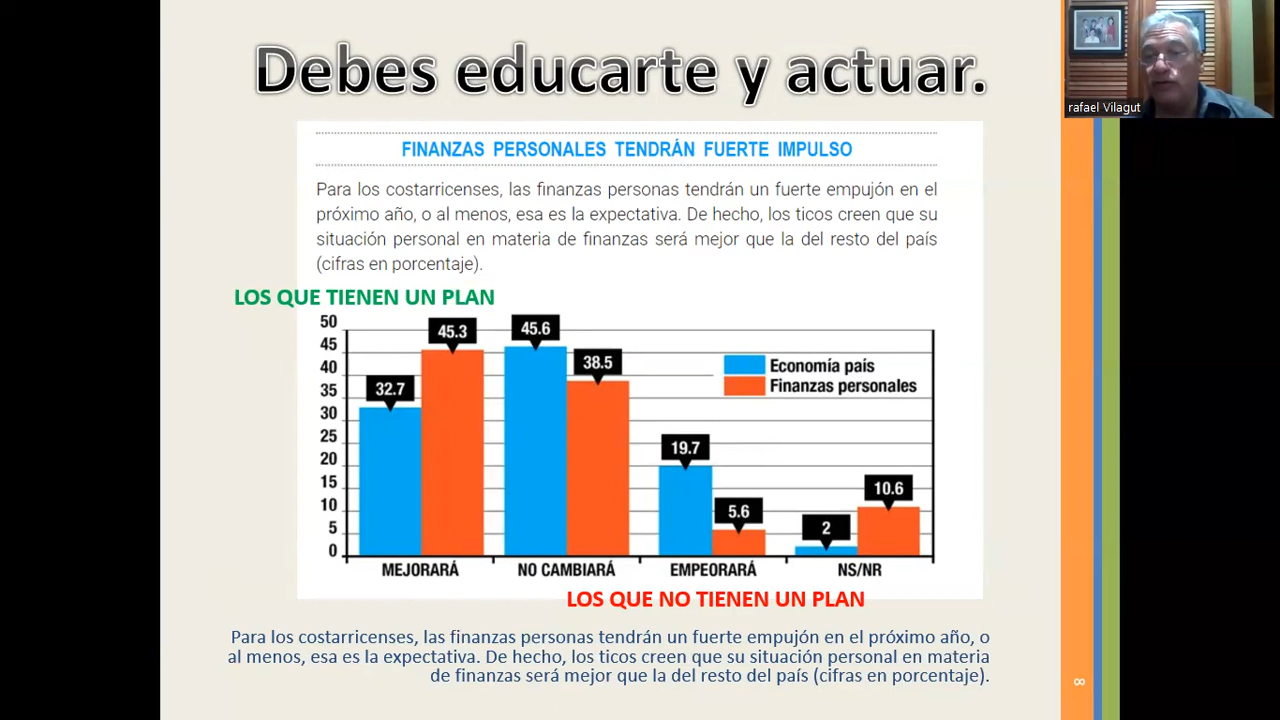 Debes educarte y actuar.
rafael Vilagut
FINANZAS PERSONALES TENDRÁN FUERTE IMPULSO
Para los costarricenses, las finanzas personas tendrán un fuerte empujón en el
próximo año, o al menos, esa es la expectativa. De hecho, los ticos creen que su
situación personal en materia de finanzas será mejor que la del resto del país
(cifras en porcentaje).
LOS QUE TIENEN UN PLAN
50
45
40
35
30
25
20
15
10
5
0
32.7
45.3
45.6
38.5
19.7
5.6
2
10.6
Economía país
Finanzas personales
MEJORARÁ
NO CAMBIARÁ
EMPEORARÁ
NS/NR
LOS QUE NO TIENEN UN PLAN
Para los costarricenses, las finanzas personas tendrán un fuerte empujón en el próximo año, o
al menos, esa es la expectativa. De hecho, los ticos creen que su situación personal en materia
de finanzas será mejor que la del resto del país (cifras en porcentaje).
8